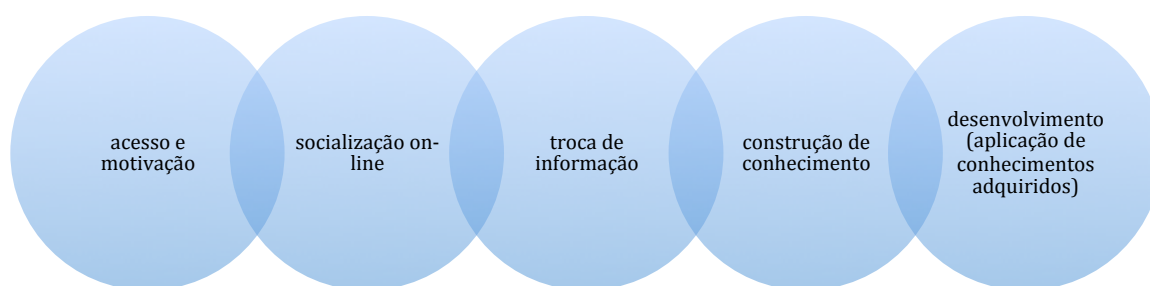 acesso e
motivação
socialização on-
line
troca de
informação
construção de
conhecimento
desenvolvimento
(aplicação de
conhecimentos
adquiridos)